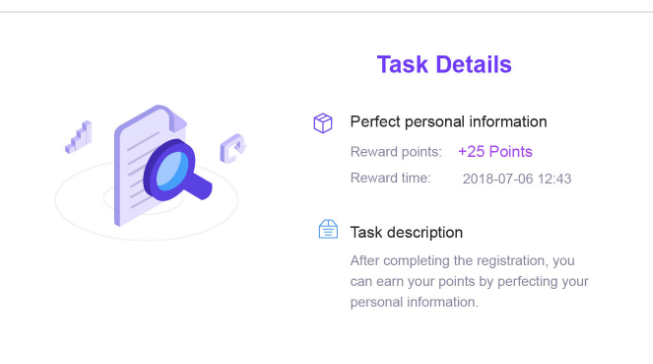 Task Details
Perfect personal information
Reward points: +25 Points
Reward time: 2018-07-06 12:43
Task description
After completing the registration, you
can earn your points by perfecting your
personal information.